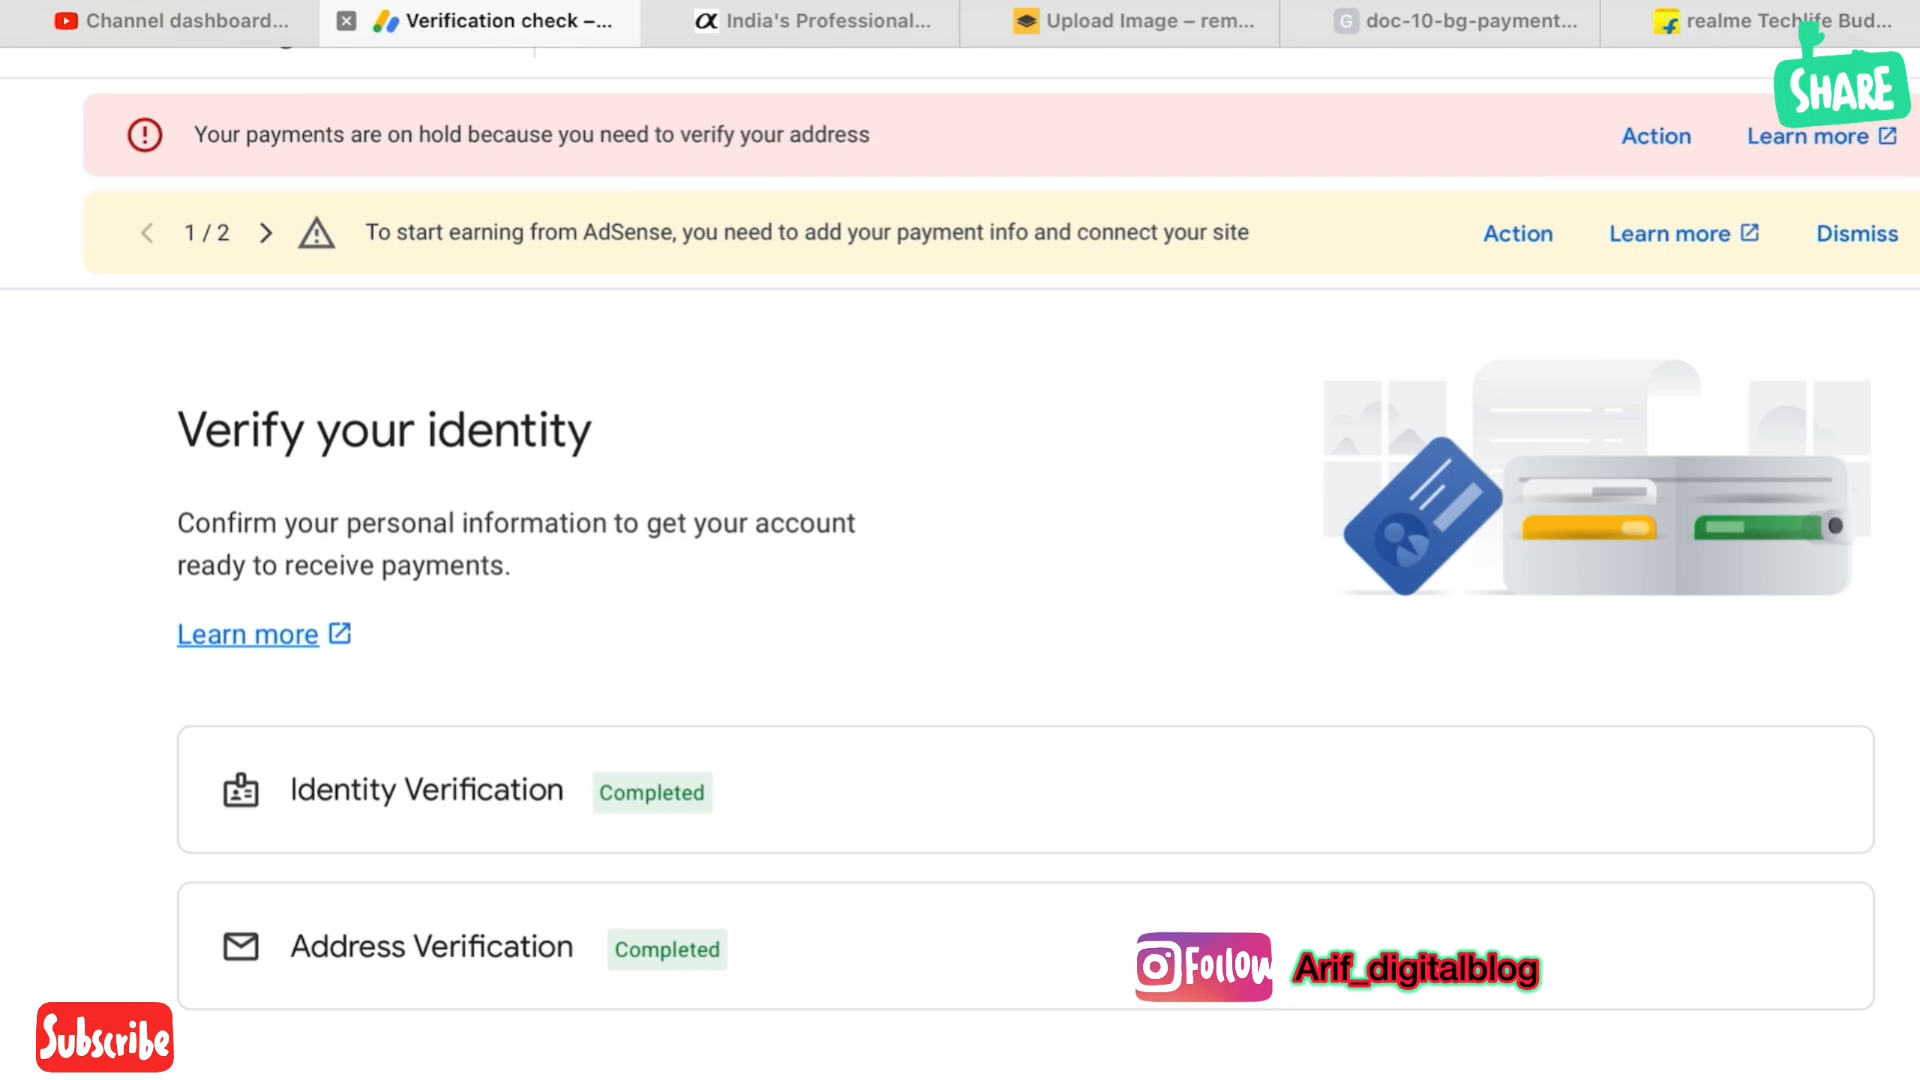 Channel dashboard...
Verification check –...
India's Professional...
Upload Image – rem...
G doc-10-bg-payment...
realme Techlife Bud...
SHARE
Your payments are on hold because you need to verify your address
Action
Learn more
1 / 2
To start earning from AdSense, you need to add your payment info and connect your site
Action
Learn more
Dismiss
Verify your identity
Confirm your personal information to get your account
ready to receive payments.
Learn more
Identity Verification
Completed
Address Verification
Completed
Follow
Arif_digitalblog
Subscribe